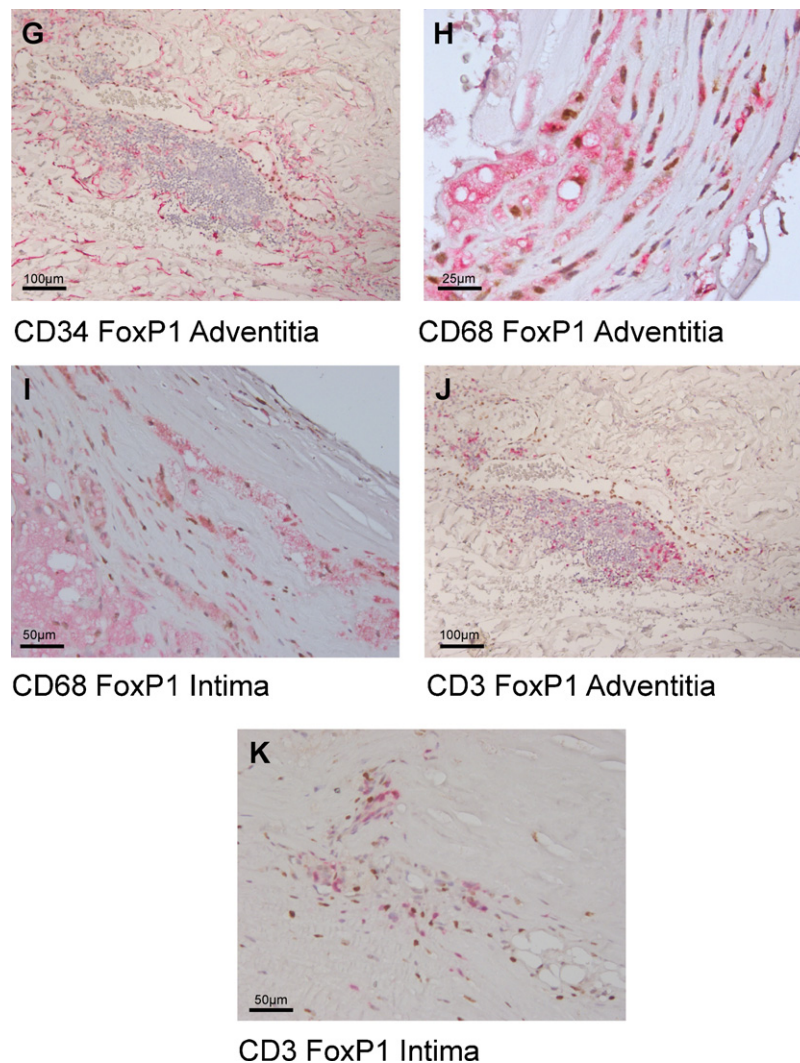 G
100μm
CD34 FoxP1 Adventitia
H
25μm
CD68 FoxP1 Adventitia
I
50μm
CD68 FoxP1 Intima
J
100μm
CD3 FoxP1 Adventitia
K
50μm
CD3 FoxP1 Intima